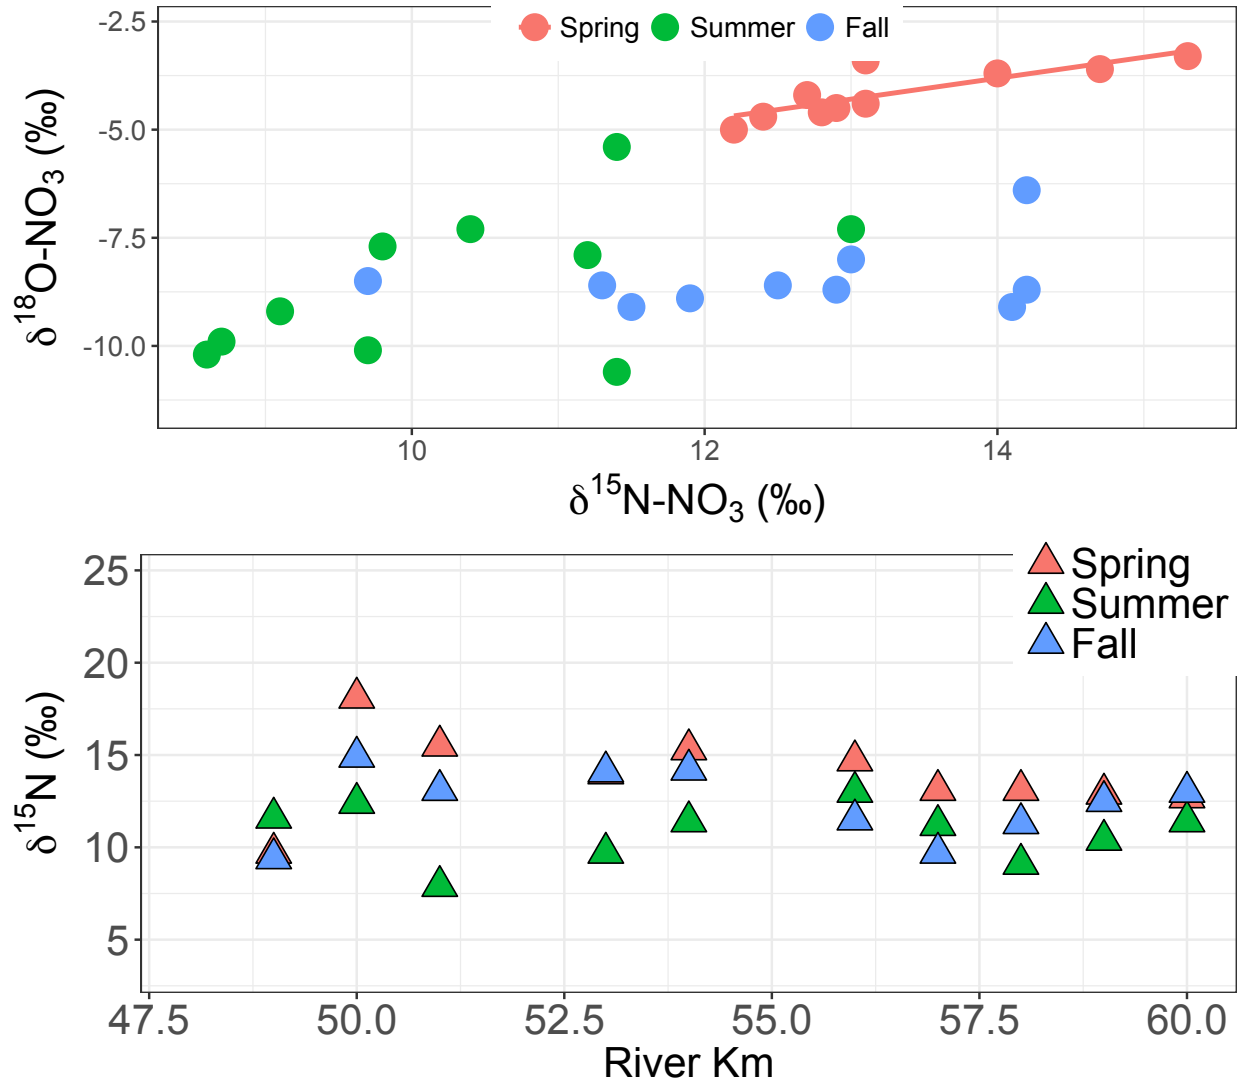 Spring Summer Fall
-2.5
-5.0
-7.5
-10.0
δ¹⁸O-NO₃ (‰)
10 12 14
δ¹⁵N-NO₃ (‰)
Spring
Summer
Fall
25
20
15
10
5
δ¹⁵N (‰)
47.5 50.0 52.5 55.0 57.5 60.0
River Km